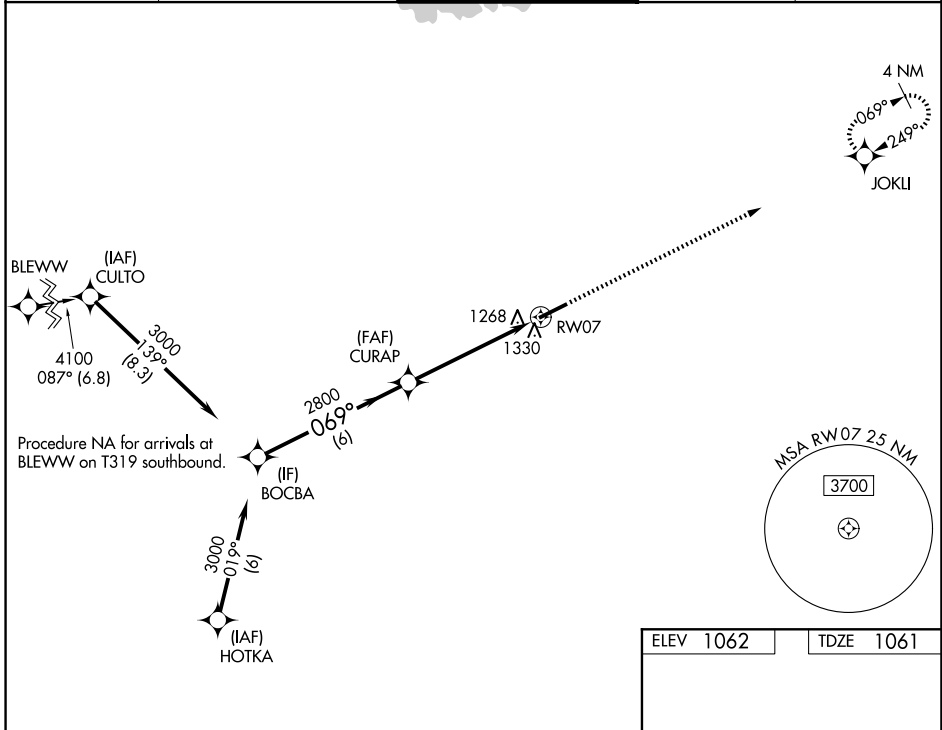 4 NM
069°
249°
JOKLI
BLEWW
(IAF)
CULTO
4100
087° (6.8)
3000
139°
(8.3)
1268
RW07
1330
(FAF)
CURAP
2800
069°
(6)
Procedure NA for arrivals at
BLEWW on T319 southbound.
(IF)
BOCBA
3000
019°
(6)
(IAF)
HOTKA
MSA RW07 25 NM
3700
ELEV 1062
TDZE 1061